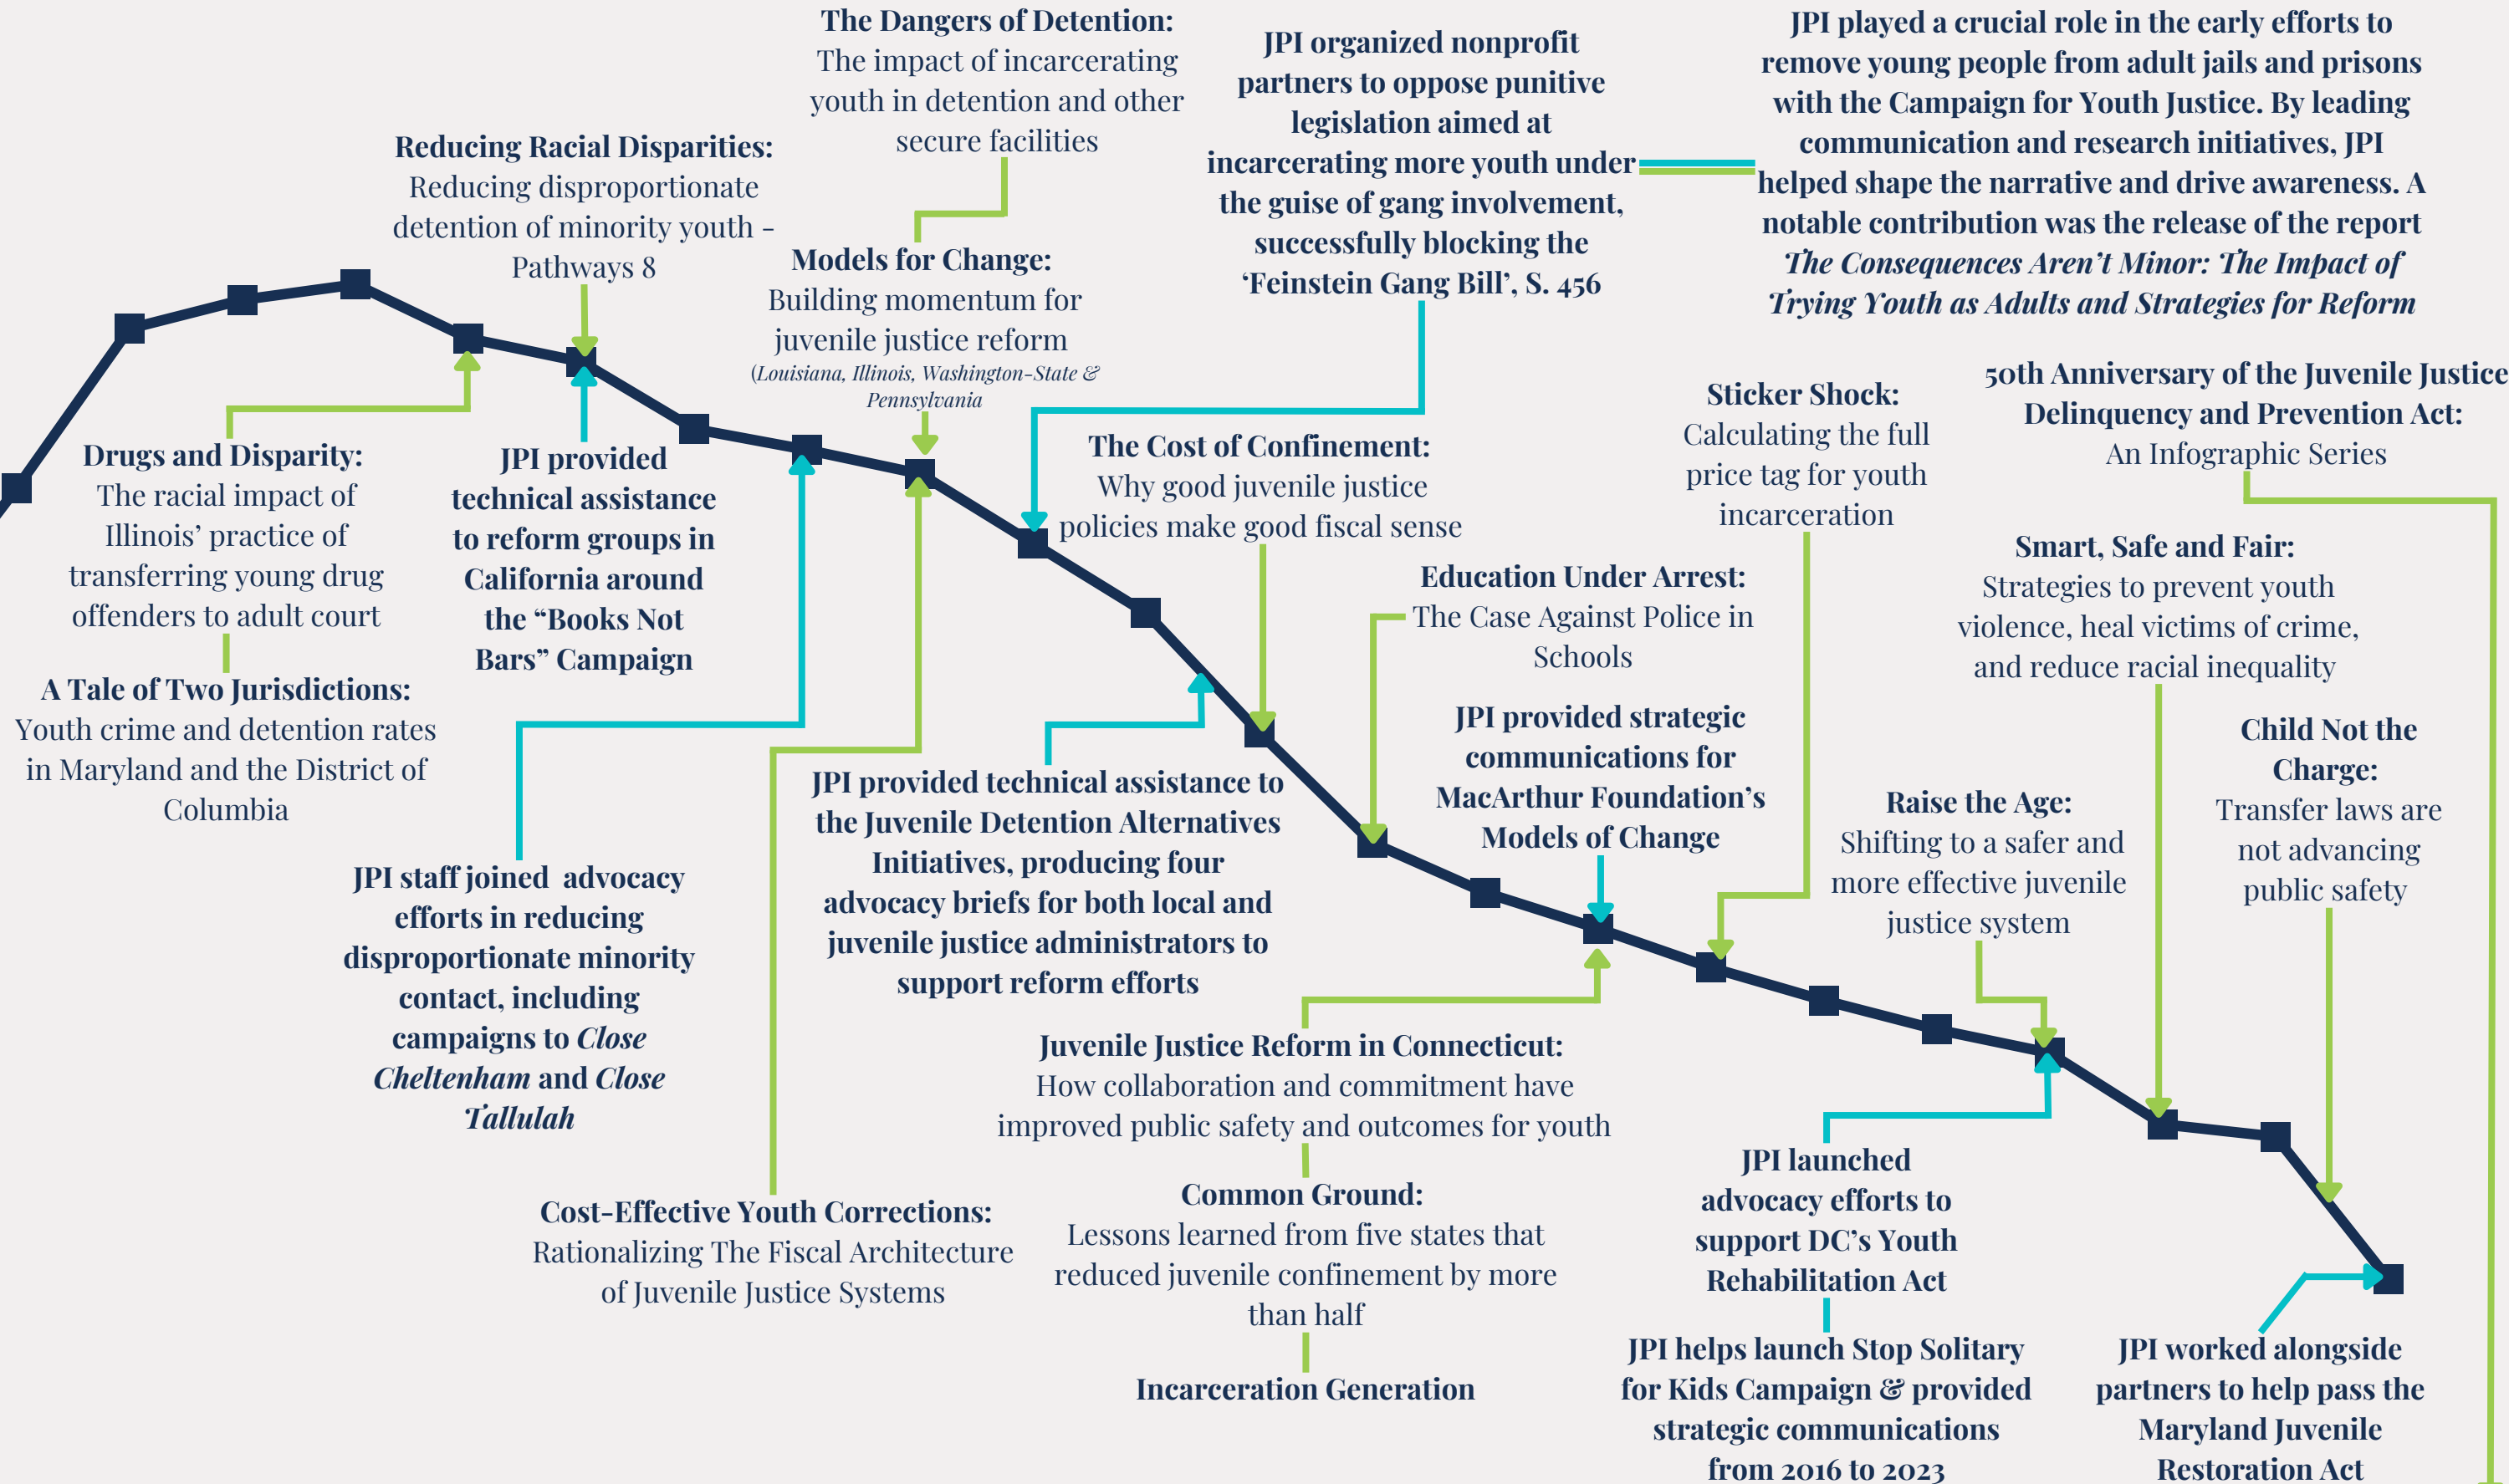 The Dangers of Detention:
The impact of incarcerating
youth in detention and other
secure facilities
JPI organized nonprofit
partners to oppose punitive
legislation aimed at
incarcerating more youth under
the guise of gang involvement,
successfully blocking the
‘Feinstein Gang Bill’, S. 456
JPI played a crucial role in the early efforts to
remove young people from adult jails and prisons
with the Campaign for Youth Justice. By leading
communication and research initiatives, JPI
helped shape the narrative and drive awareness. A
notable contribution was the release of the report
The Consequences Aren’t Minor: The Impact of
Trying Youth as Adults and Strategies for Reform
Reducing Racial Disparities:
Reducing disproportionate
detention of minority youth -
Pathways 8
Models for Change:
Building momentum for
juvenile justice reform
(Louisiana, Illinois, Washington-State &
Pennsylvania
Sticker Shock:
Calculating the full
price tag for youth
incarceration
50th Anniversary of the Juvenile Justice
Delinquency and Prevention Act:
An Infographic Series
Drugs and Disparity:
The racial impact of
Illinois’ practice of
transferring young drug
offenders to adult court
JPI provided
technical assistance
to reform groups in
California around
the “Books Not
Bars” Campaign
The Cost of Confinement:
Why good juvenile justice
policies make good fiscal sense
Education Under Arrest:
The Case Against Police in
Schools
Smart, Safe and Fair:
Strategies to prevent youth
violence, heal victims of crime,
and reduce racial inequality
A Tale of Two Jurisdictions:
Youth crime and detention rates
in Maryland and the District of
Columbia
JPI provided strategic
communications for
MacArthur Foundation’s
Models of Change
Child Not the
Charge:
Transfer laws are
not advancing
public safety
JPI provided technical assistance to
the Juvenile Detention Alternatives
Initiatives, producing four
advocacy briefs for both local and
juvenile justice administrators to
support reform efforts
Raise the Age:
Shifting to a safer and
more effective juvenile
justice system
JPI staff joined  advocacy
efforts in reducing
disproportionate minority
contact, including
campaigns to Close
Cheltenham and Close
Tallulah
Juvenile Justice Reform in Connecticut:
How collaboration and commitment have
improved public safety and outcomes for youth
JPI launched
advocacy efforts to
support DC’s Youth
Rehabilitation Act
Cost-Effective Youth Corrections:
Rationalizing The Fiscal Architecture
of Juvenile Justice Systems
Common Ground:
Lessons learned from five states that
reduced juvenile confinement by more
than half
Incarceration Generation
JPI helps launch Stop Solitary
for Kids Campaign & provided
strategic communications
from 2016 to 2023
JPI worked alongside
partners to help pass the
Maryland Juvenile
Restoration Act